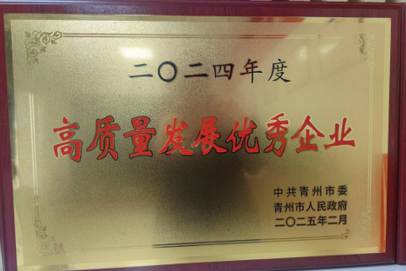 二〇二四年度
高质量发展优秀企业
中共青州市委
青州市人民政府
二〇二五年二月